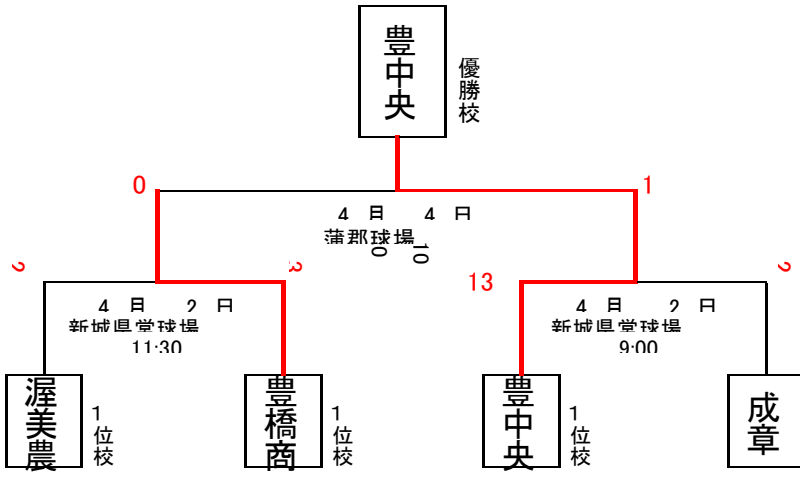 豊中央
優勝校
0
1
4 月 4 日
蒲郡球場
10
2
3
13
2
4 月 2 日
新城県営球場
11:30
4 月 2 日
新城県営球場
9:00
渥美農
1位校
豊橋商
1位校
豊中央
1位校
成章